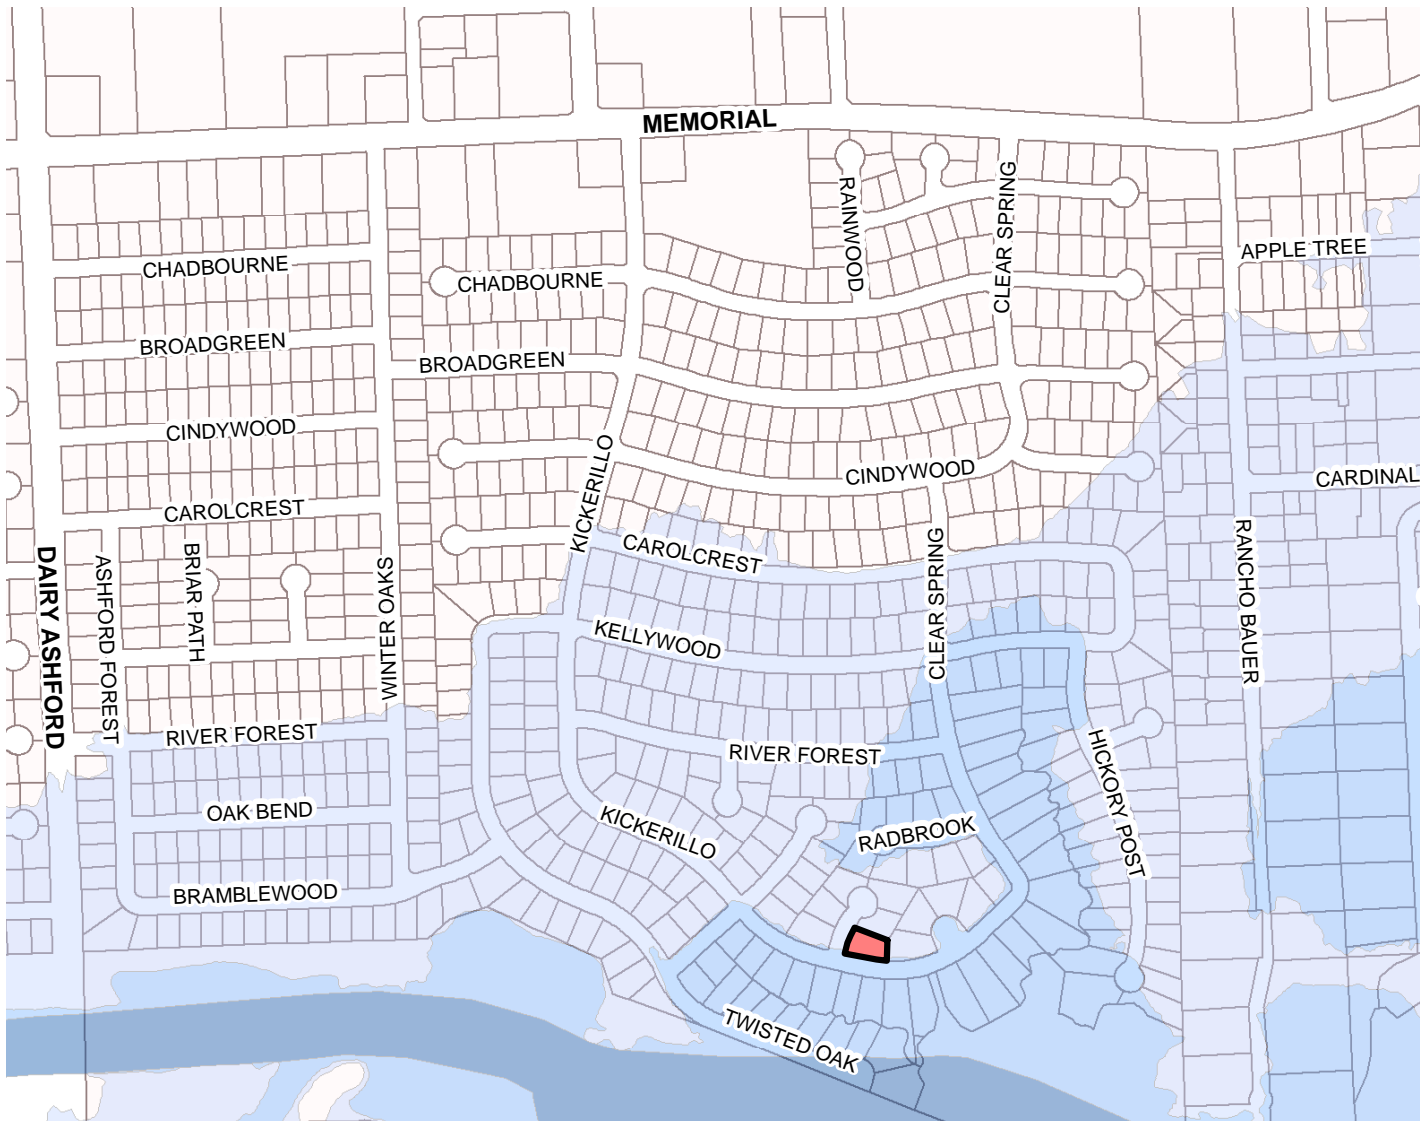 MEMORIAL
RAINWOOD
CLEAR SPRING
APPLE TREE
CHADBOURNE
CHADBOURNE
BROADGREEN
BROADGREEN
CINDYWOOD
KICKERILLO
CINDYWOOD
CARDINAL
CAROLCREST
DAIRY ASHFORD
ASHFORD FOREST
BRIAR PATH
WINTER OAKS
CAROLCREST
CLEAR SPRING
RANCHO BAUER
KELLYWOOD
RIVER FOREST
RIVER FOREST
HICKORY POST
OAK BEND
KICKERILLO
RADBROOK
BRAMBLEWOOD
TWISTED OAK